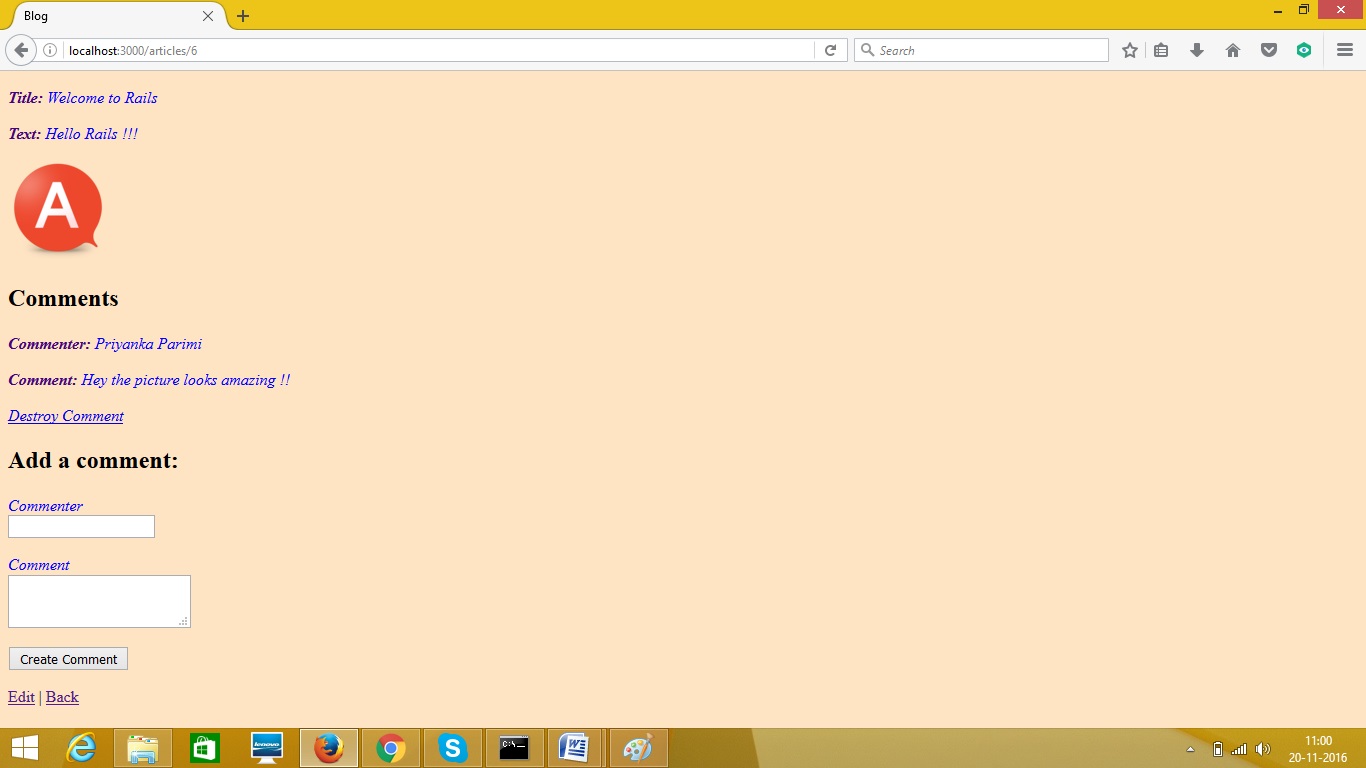 Blog
localhost:3000/articles/6
Search
Title: Welcome to Rails
Text: Hello Rails !!!
A
Comments
Commenter: Priyanka Parimi
Comment: Hey the picture looks amazing !!
Destroy Comment
Add a comment:
Commenter
Comment
Create Comment
Edit | Back
lenovo
C:\_
11:00
20-11-2016